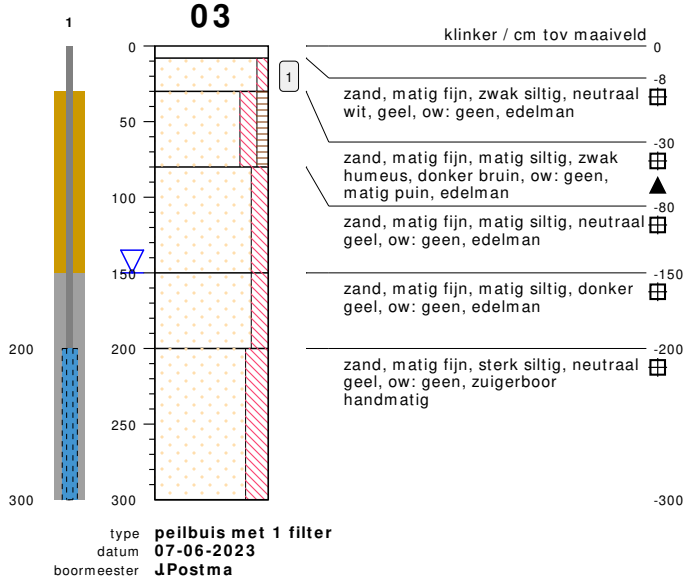 03
1
klinker / cm tov maaiveld
0
0
-8
zand, matig fijn, zwak siltig, neutraal
wit, geel, ow: geen, edelman
1
50
-30
zand, matig fijn, matig siltig, zwak
humeus, donker bruin, ow: geen,
matig puin, edelman
100
-80
zand, matig fijn, matig siltig, neutraal
geel, ow: geen, edelman
150
-150
zand, matig fijn, matig siltig, donker
geel, ow: geen, edelman
200
200
-200
zand, matig fijn, sterk siltig, neutraal
geel, ow: geen, zuigerboor
handmatig
250
300
300
-300
type peilbuis met 1 filter
datum 07-06-2023
boormeester JPostma